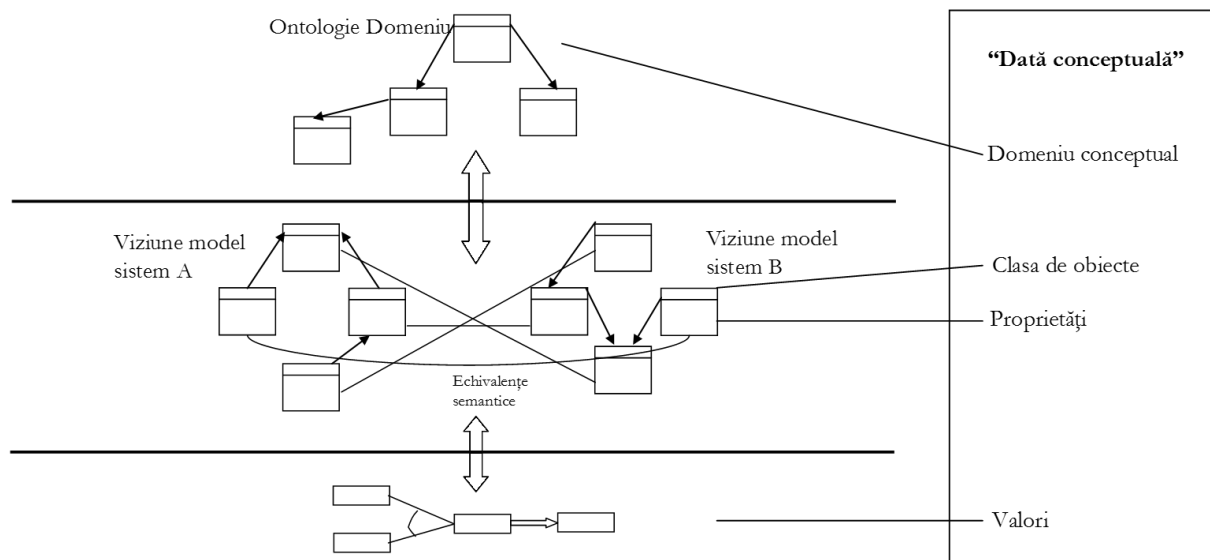 Ontologie Domeniu
“Dată conceptuală”
Domeniu conceptual
Viziune model
sistem A
Viziune model
sistem B
Clasa de obiecte
Proprietăți
Echivalențe
semantice
Valori